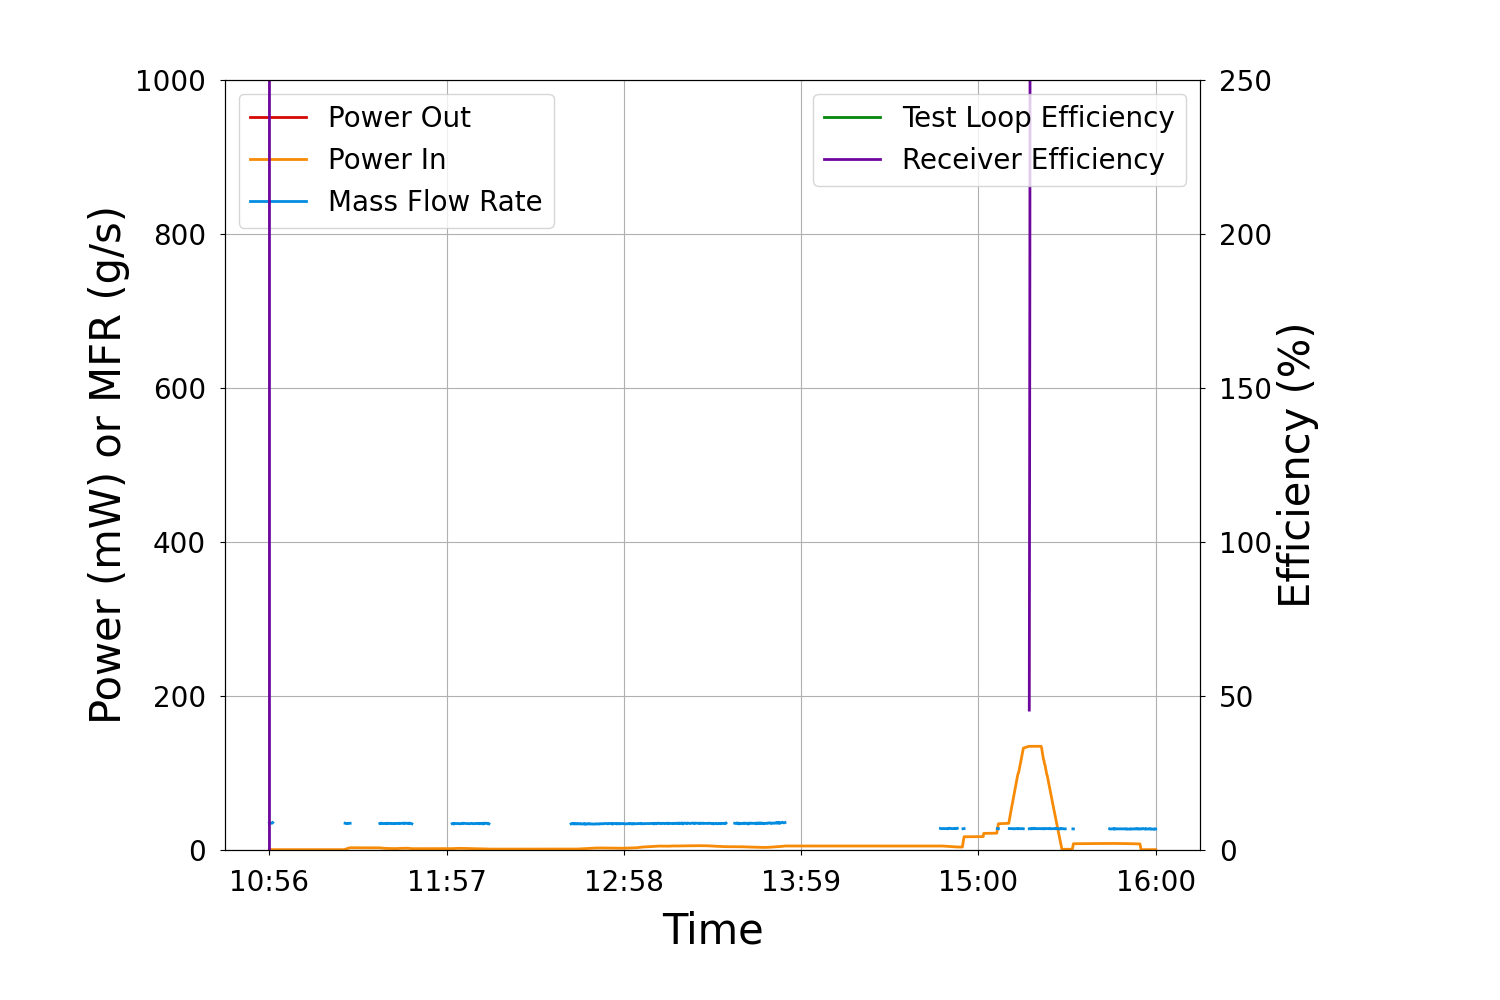 Power Out
Power In
Mass Flow Rate
Test Loop Efficiency
Receiver Efficiency
Power (mW) or MFR (g/s)
1000
800
600
400
200
0
250
200
150
100
50
0
Efficiency (%)
10:56
11:57
12:58
13:59
15:00
16:00
Time